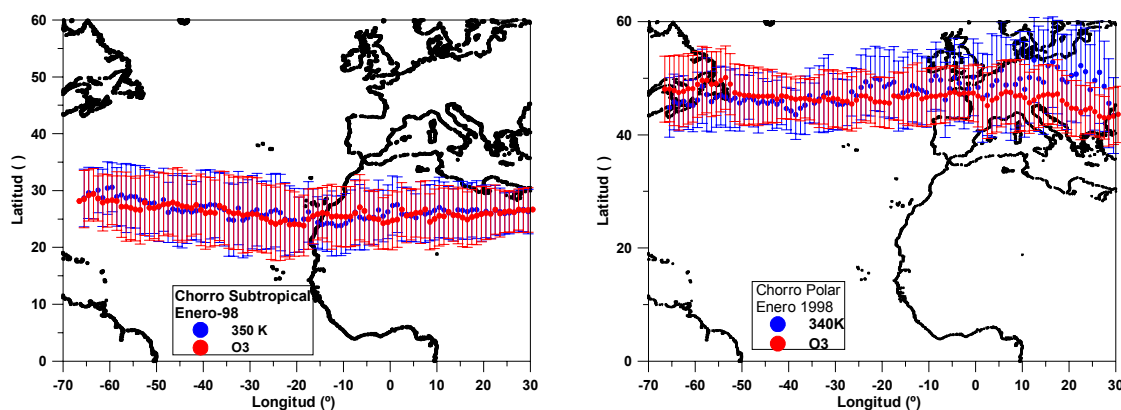 60
50
40
30
20
10
0
Latitud ( )
-70 -60 -50 -40 -30 -20 -10 0 10 20 30
Longitud (º)
Chorro Subtropical
Enero-98
350 K
O3
60
40
20
0
Latitud ( )
-70 -60 -50 -40 -30 -20 -10 0 10 20 30
Longitud (º)
Chorro Polar
Enero 1998
340K
O3